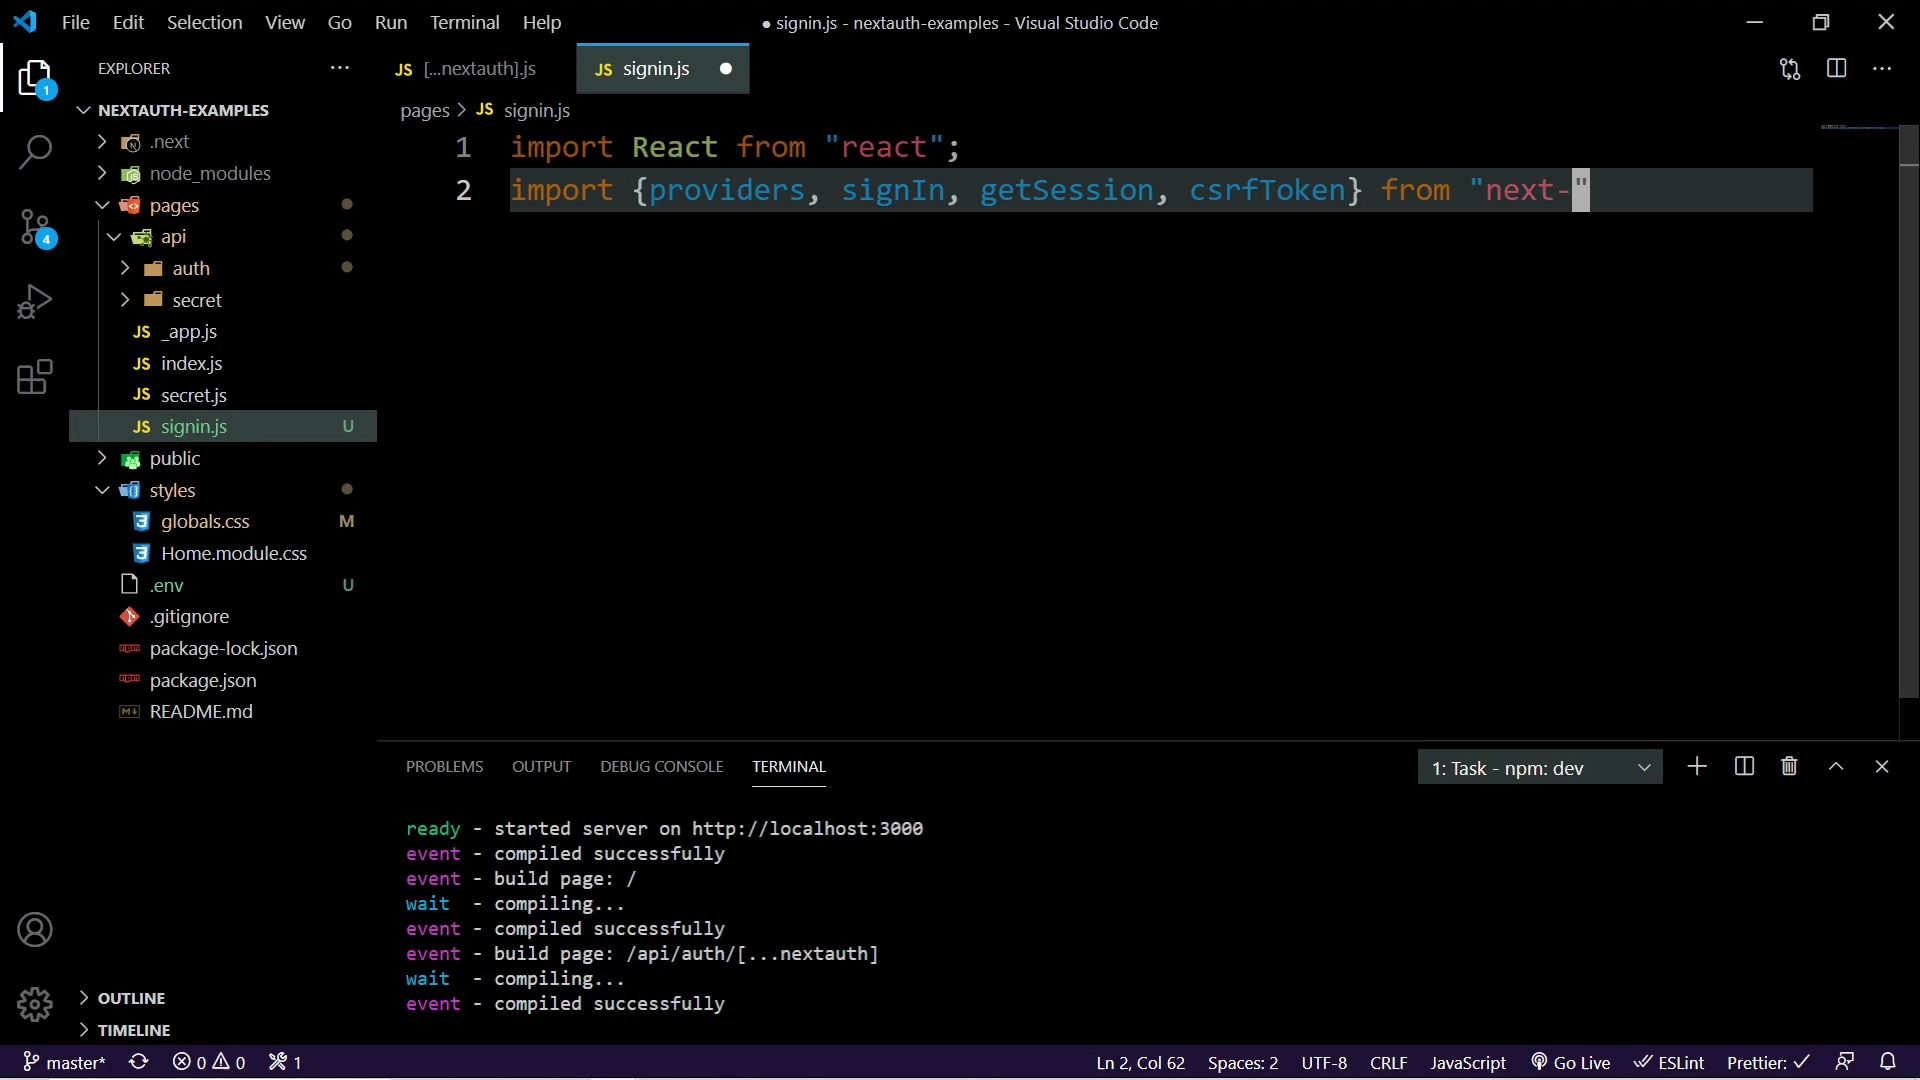 File Edit Selection View Go Run Terminal Help
● signin.js - nextauth-examples - Visual Studio Code
EXPLORER
JS [...nextauth].js
JS signin.js
1
NEXTAUTH-EXAMPLES
pages > JS signin.js
.next
node_modules
pages
api
auth
secret
JS _app.js
JS index.js
JS secret.js
JS signin.js U
public
styles
globals.css M
Home.module.css
.env U
.gitignore
package-lock.json
package.json
README.md
4
1 import React from "react";
2 import {providers, signIn, getSession, csrfToken} from "next-"
PROBLEMS OUTPUT DEBUG CONSOLE TERMINAL
1: Task - npm: dev
ready - started server on http://localhost:3000
event - compiled successfully
event - build page: /
wait - compiling...
event - compiled successfully
event - build page: /api/auth/[...nextauth]
wait - compiling...
event - compiled successfully
OUTLINE
TIMELINE
master* 0 0 1
Ln 2, Col 62 Spaces: 2 UTF-8 CRLF JavaScript Go Live ESLint Prettier: ✓